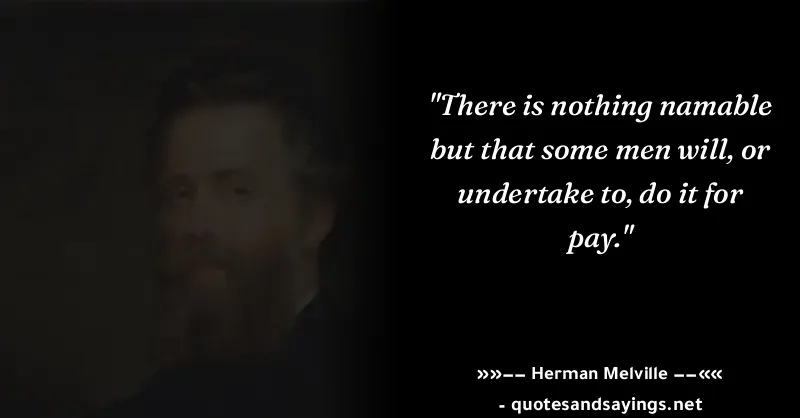 "There is nothing namable
but that some men will, or
undertake to, do it for
pay."
»»–– Herman Melville ––««
- quotesandsayings.net